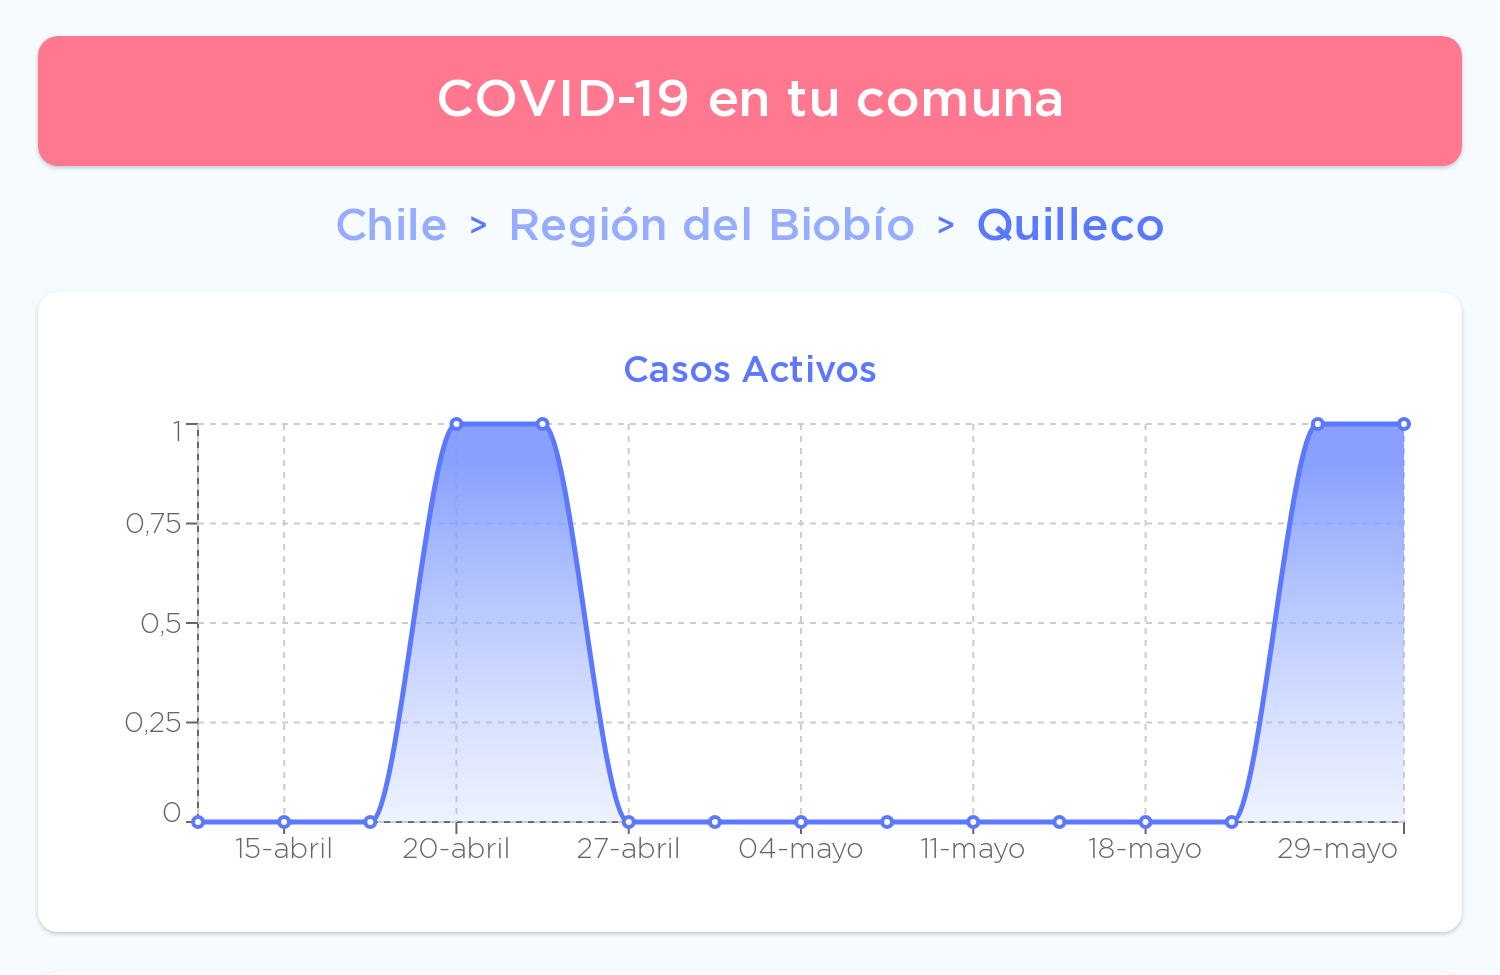 COVID-19 en tu comuna
Chile > Región del Biobío > Quilleco
Casos Activos
1
0,75
0,5
0,25
0
15-abril 20-abril 27-abril 04-mayo 11-mayo 18-mayo 29-mayo